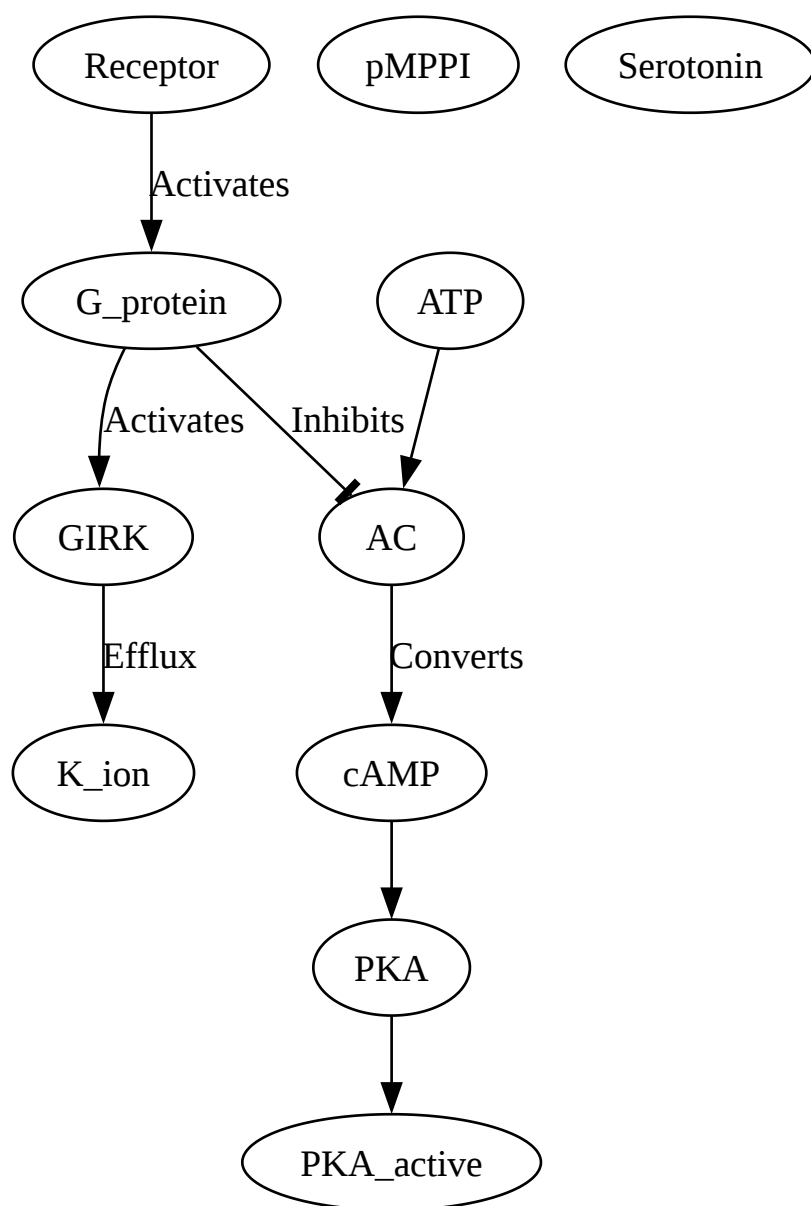 Receptor
pMPPI
Serotonin
Activates
G_protein
ATP
Activates
Inhibits
GIRK
AC
Efflux
Converts
K_ion
cAMP
PKA
PKA_active